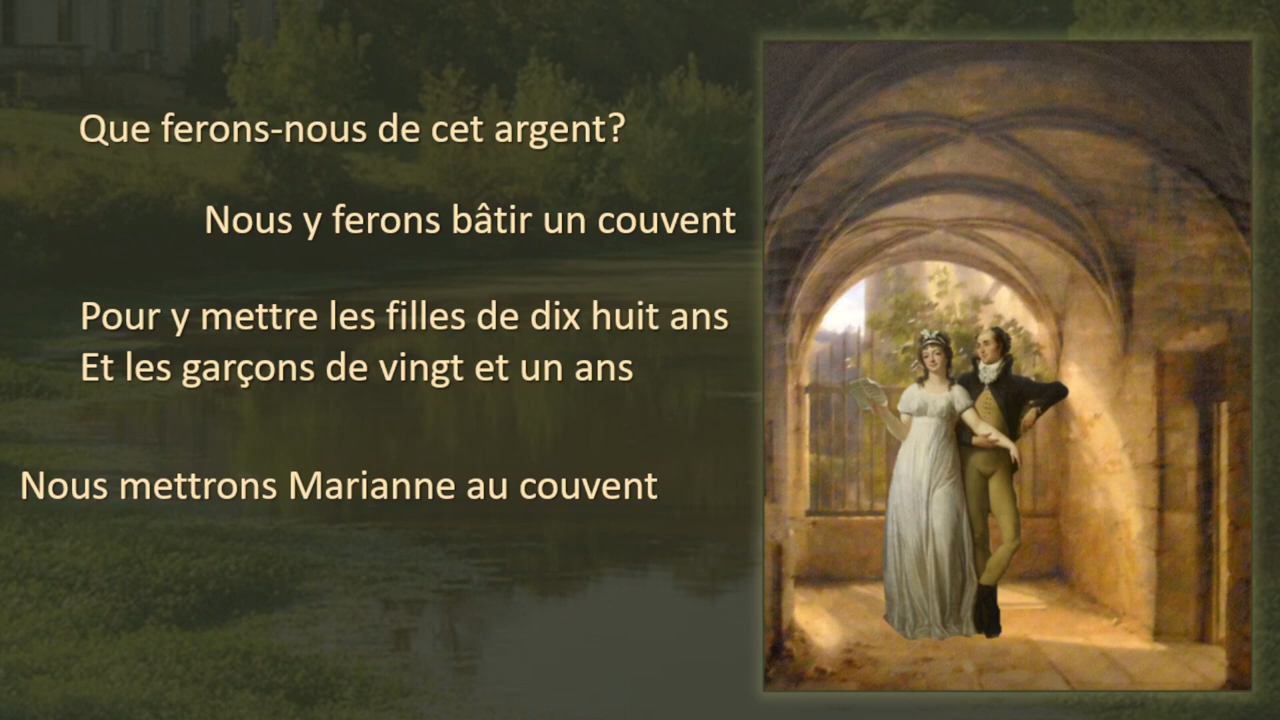 Que ferons-nous de cet argent?
Nous y ferons bâtir un couvent
Pour y mettre les filles de dix huit ans
Et les garçons de vingt et un ans
Nous mettrons Marianne au couvent